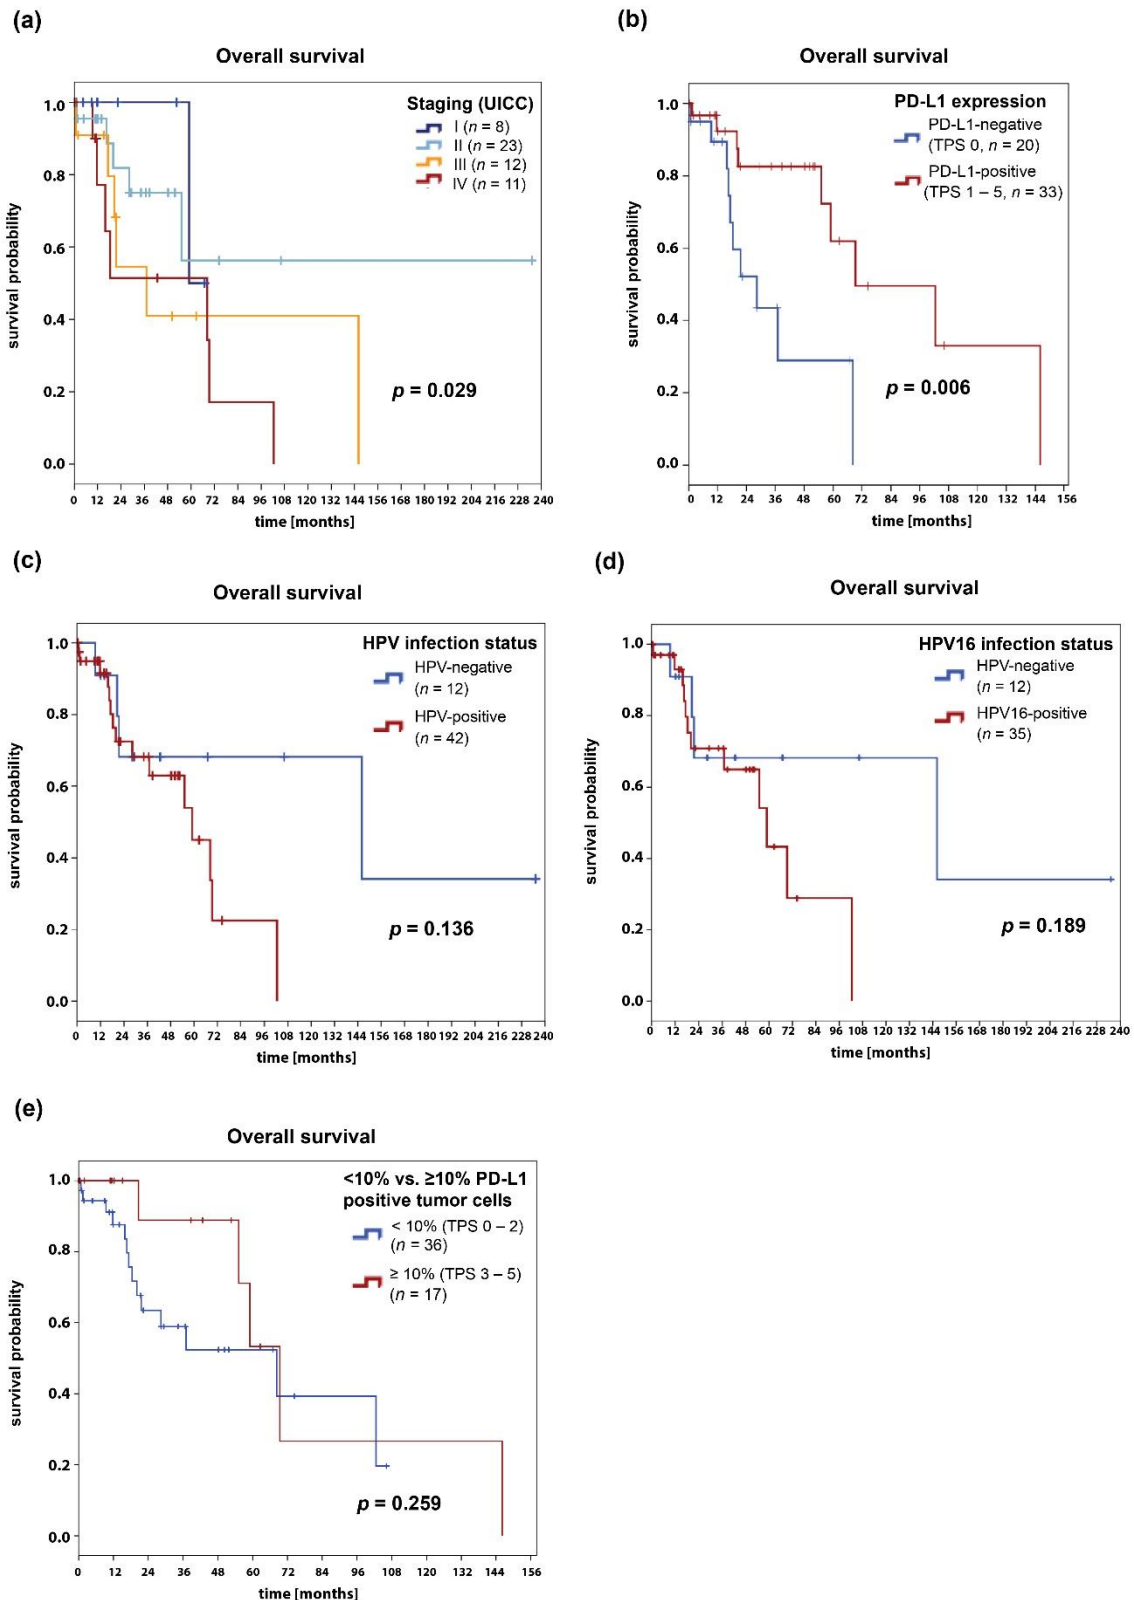 (a)
Overall survival
Staging (UICC)
I (n = 8)
II (n = 23)
III (n = 12)
IV (n = 11)
survival probability
1.0
0.8
0.6
0.4
0.2
0.0
p = 0.029
0 12 24 36 48 60 72 84 96 108 120 132 144 156 168 180 192 204 216 228 240
time [months]
(b)
Overall survival
PD-L1 expression
PD-L1-negative
(TPS 0, n = 20)
PD-L1-positive
(TPS 1 – 5, n = 33)
survival probability
1.0
0.8
0.6
0.4
0.2
0.0
p = 0.006
0 12 24 36 48 60 72 84 96 108 120 132 144 156
time [months]
(c)
Overall survival
HPV infection status
HPV-negative
(n = 12)
HPV-positive
(n = 42)
survival probability
1.0
0.8
0.6
0.4
0.2
0.0
p = 0.136
0 12 24 36 48 60 72 84 96 108 120 132 144 156 168 180 192 204 216 228 240
time [months]
(d)
Overall survival
HPV16 infection status
HPV-negative
(n = 12)
HPV16-positive
(n = 35)
survival probability
1.0
0.8
0.6
0.4
0.2
0.0
p = 0.189
0 12 24 36 48 60 72 84 96 108 120 132 144 156 168 180 192 204 216 228 240
time [months]
(e)
Overall survival
<10% vs. ≥10% PD-L1
positive tumor cells
< 10% (TPS 0 – 2)
(n = 36)
≥ 10% (TPS 3 – 5)
(n = 17)
survival probability
1.0
0.8
0.6
0.4
0.2
0.0
p = 0.259
0 12 24 36 48 60 72 84 96 108 120 132 144 156
time [months]